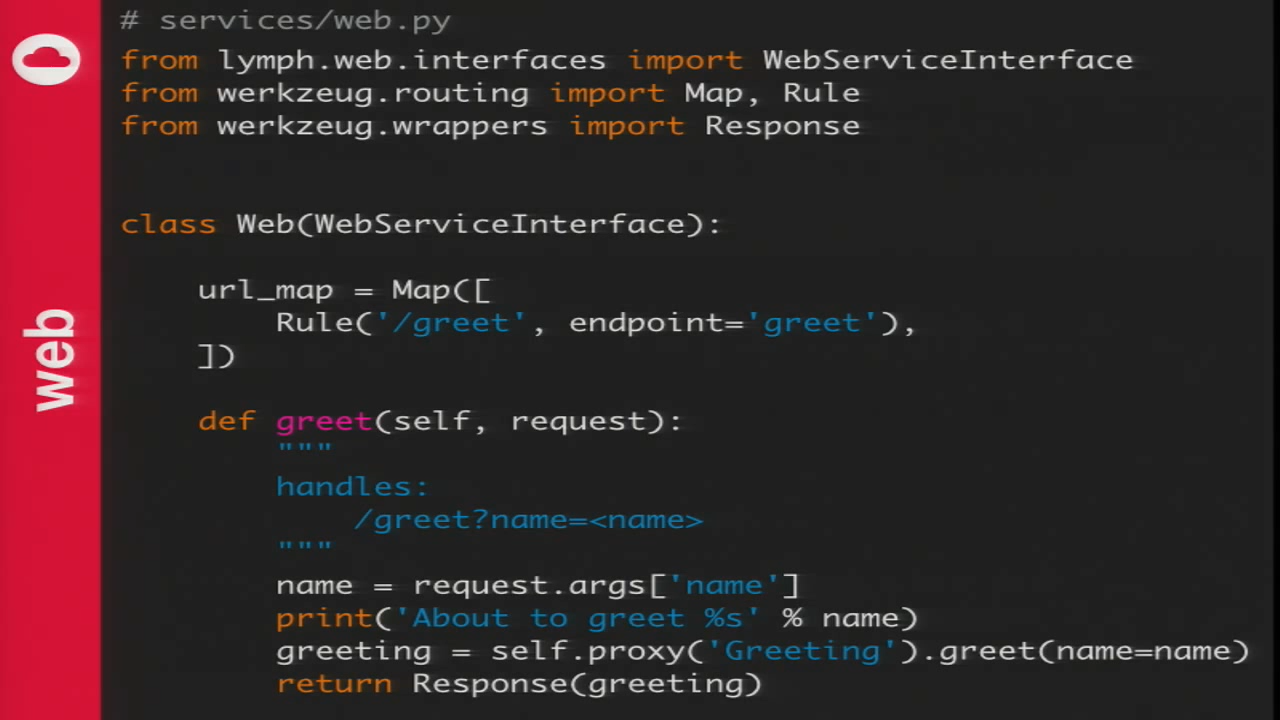 # services/web.py
from lymph.web.interfaces import WebServiceInterface
from werkzeug.routing import Map, Rule
from werkzeug.wrappers import Response
class Web(WebServiceInterface):
    url_map = Map([
        Rule('/greet', endpoint='greet'),
    ])
    def greet(self, request):
        """
        handles:
            /greet?name=<name>
        """
        name = request.args['name']
        print('About to greet %s' % name)
        greeting = self.proxy('Greeting').greet(name=name)
        return Response(greeting)
web